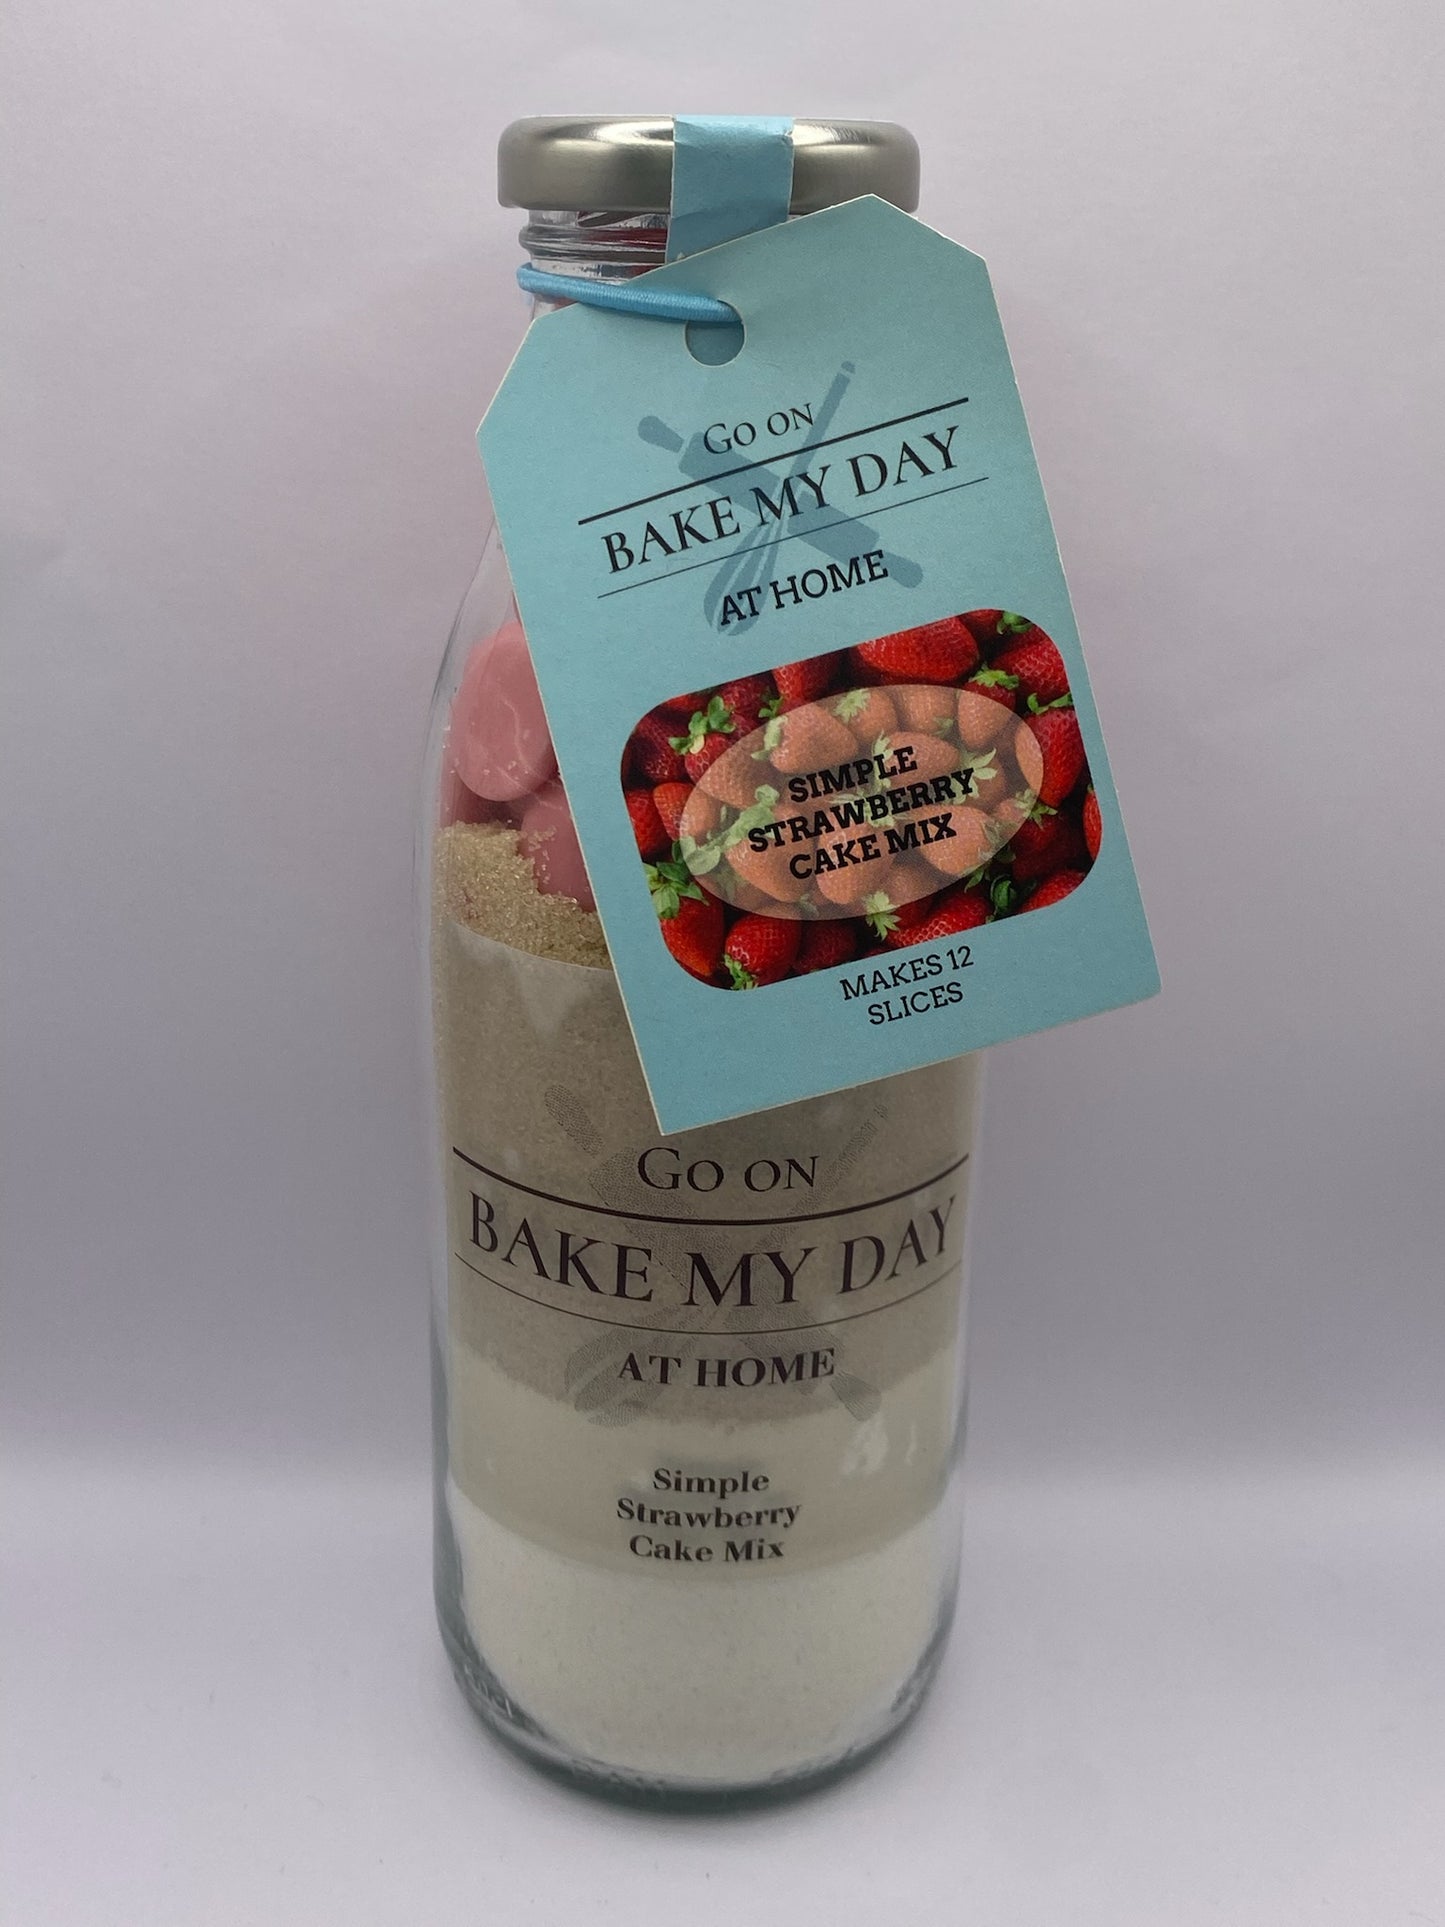 GO ON
BAKE MY DAY
AT HOME
SIMPLE
STRAWBERRY
CAKE MIX
MAKES 12
SLICES
GO ON
BAKE MY DAY
AT HOME
Simple
Strawberry
Cake Mix